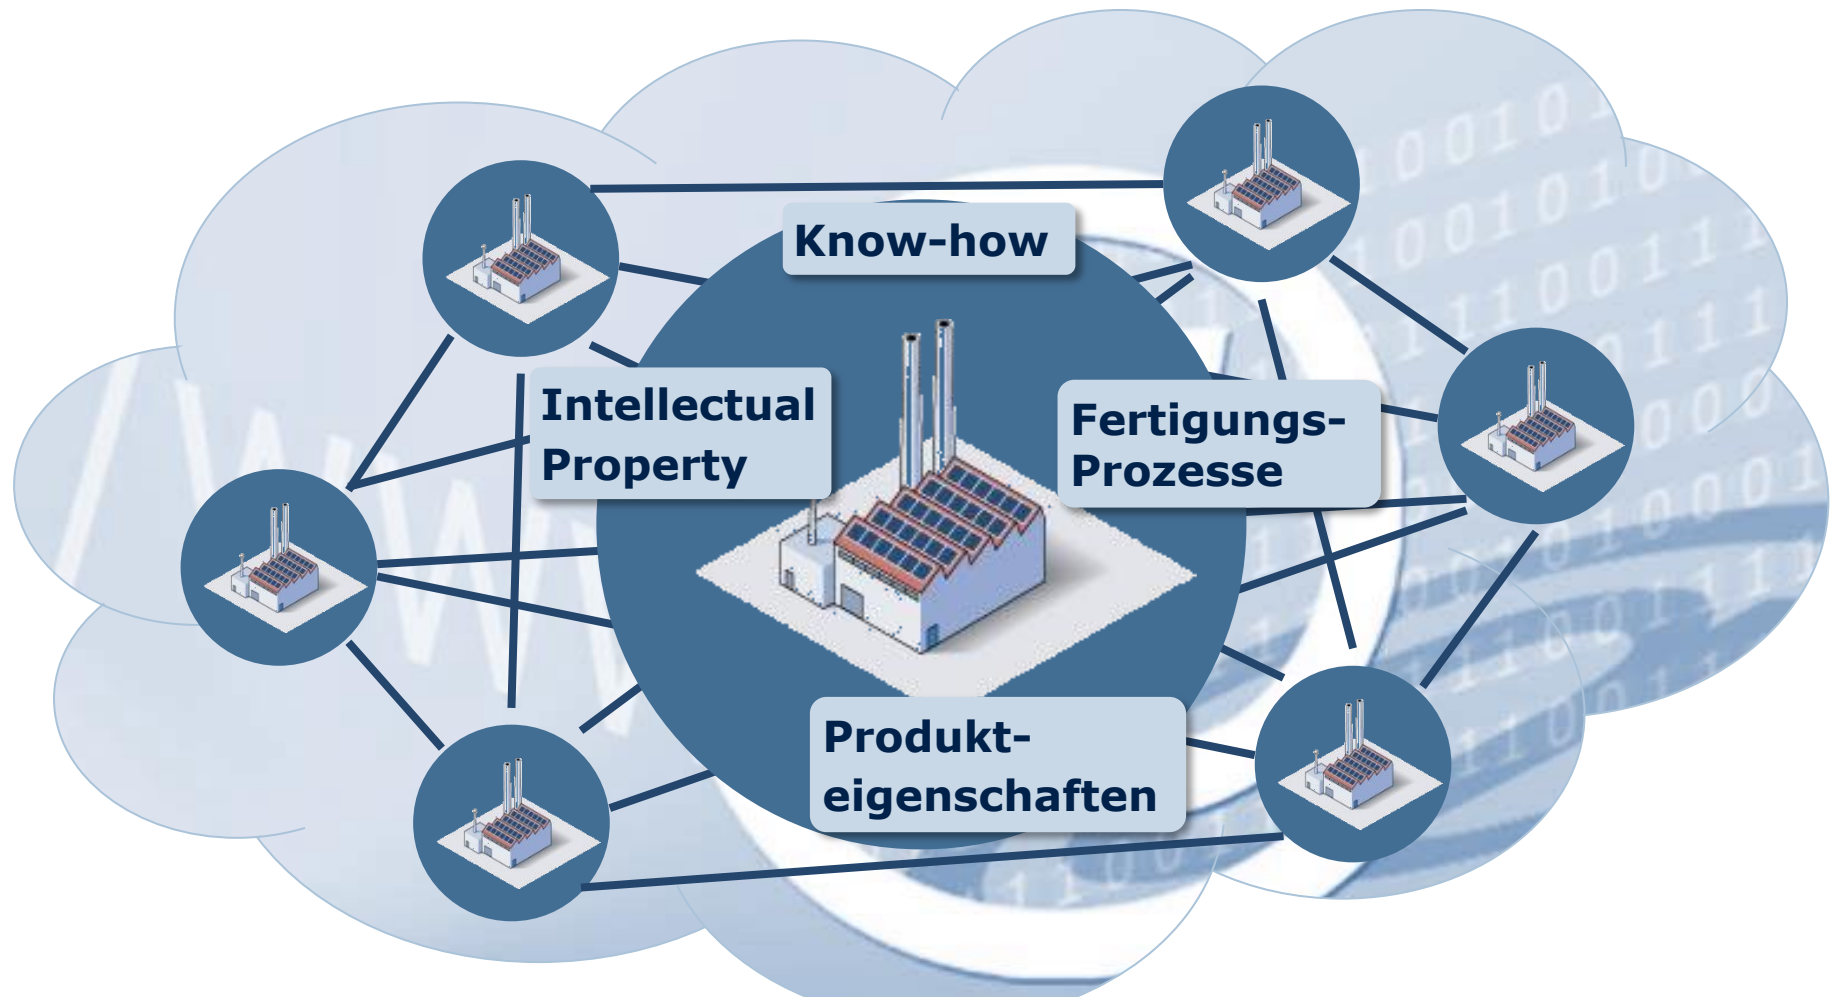 Know-how
Intellectual
Property
Fertigungs-
Prozesse
Produkt-
eigenschaften